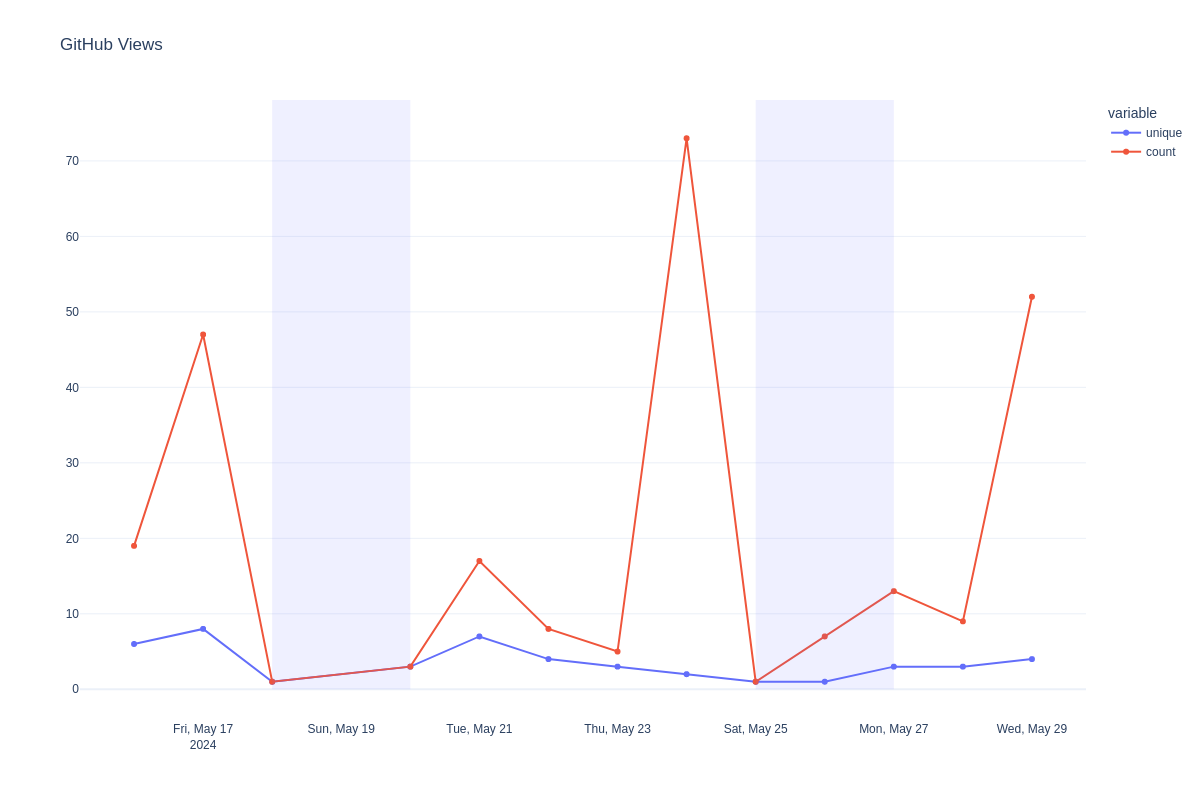 GitHub Views
variable
unique
count
70
60
50
40
30
20
10
0
Fri, May 17
2024
Sun, May 19
Tue, May 21
Thu, May 23
Sat, May 25
Mon, May 27
Wed, May 29